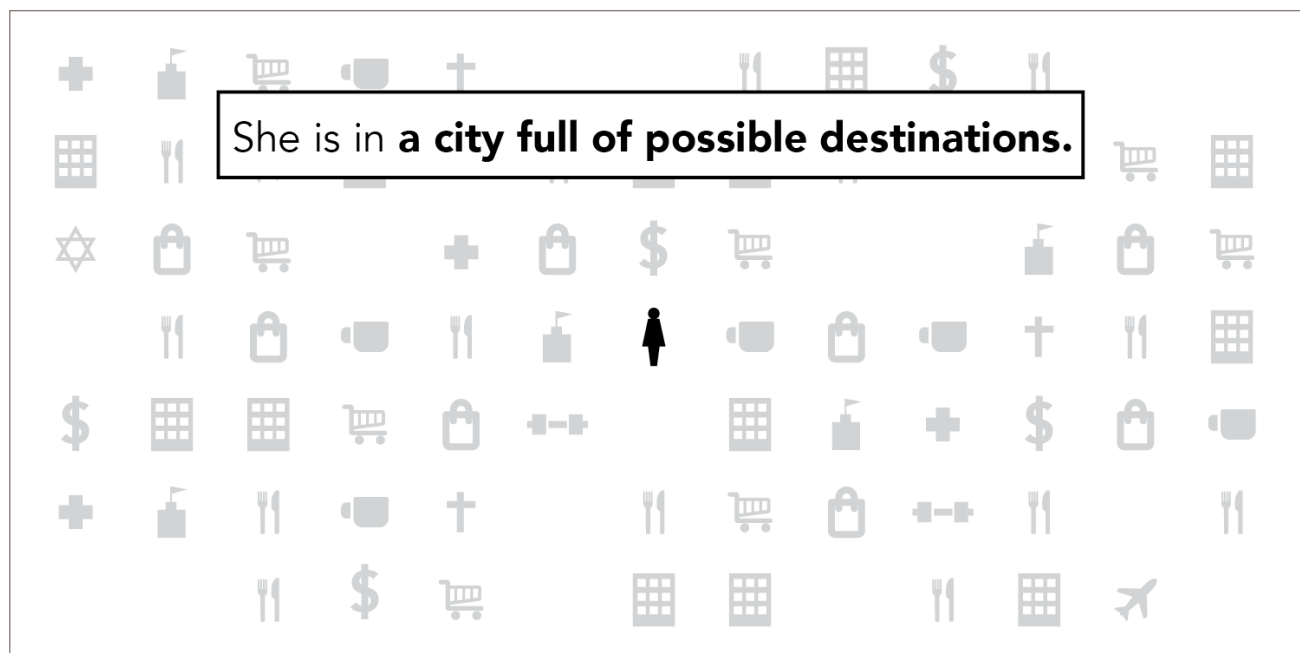 She is in a city full of possible destinations.